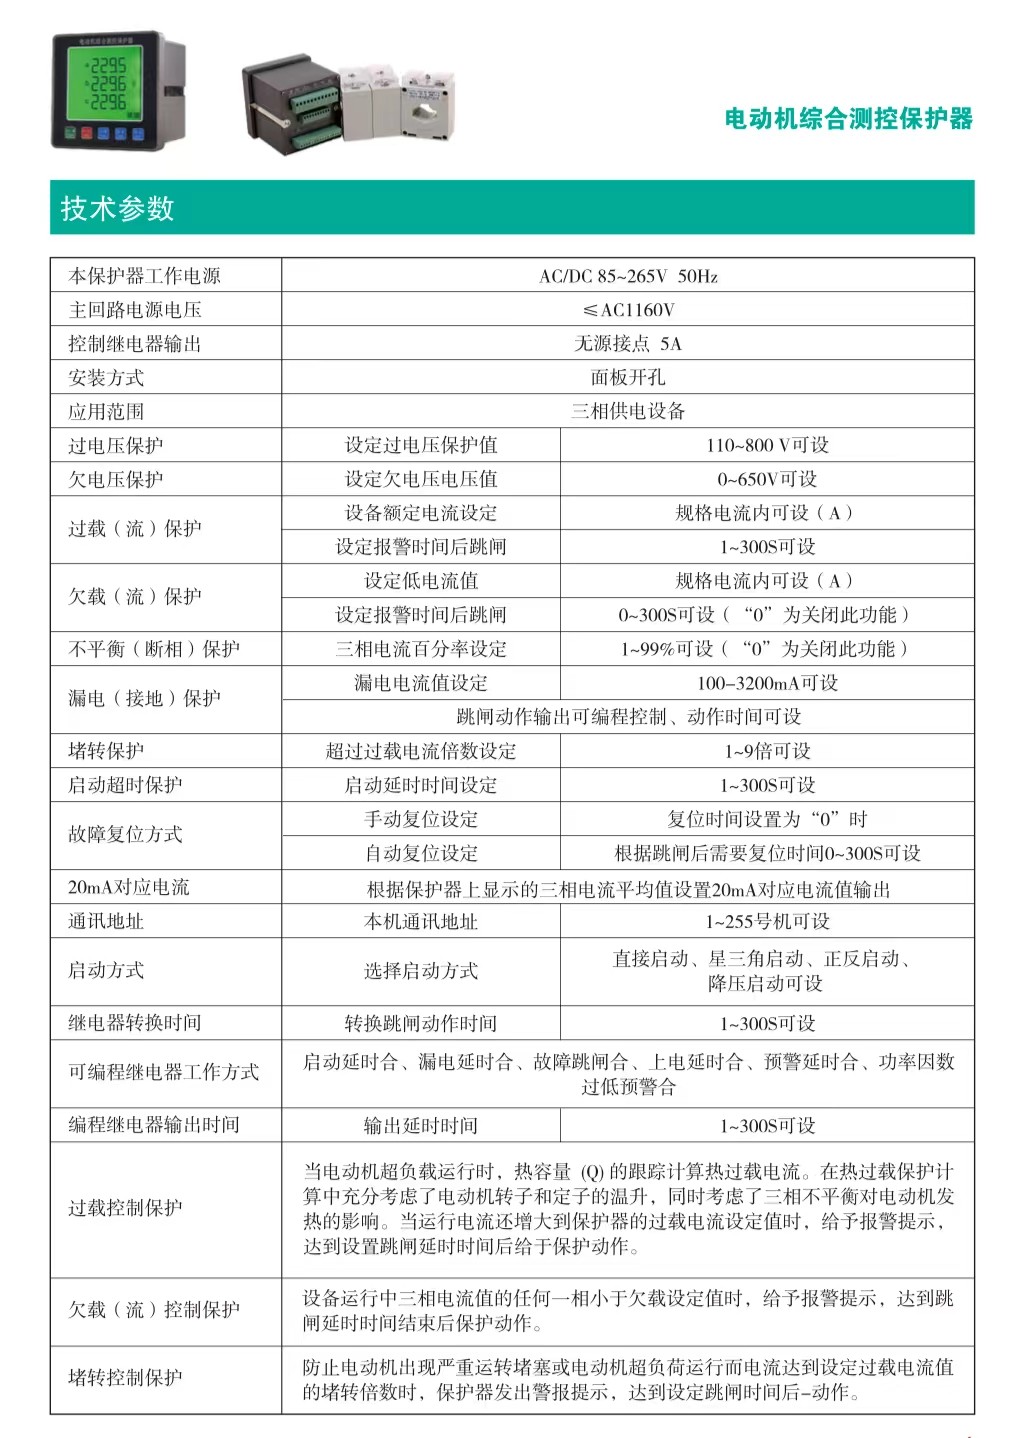 电动机综合测控保护器
229.5
229.6
229.6
电动机综合测控保护器
技术参数
本保护器工作电源 AC/DC 85~265V 50Hz
主回路电源电压 ≤AC1160V
控制继电器输出 无源接点 5A
安装方式 面板开孔
应用范围 三相供电设备
过电压保护 设定过电压保护值 110~800 V可设
欠电压保护 设定欠电压电压值 0~650V可设
过载（流）保护 设备额定电流设定 规格电流内可设（A）
设定报警时间后跳闸 1~300S可设
欠载（流）保护 设定低电流值 规格电流内可设（A）
设定报警时间后跳闸 0~300S可设（“0”为关闭此功能）
不平衡（断相）保护 三相电流百分率设定 1~99%可设（“0”为关闭此功能）
漏电（接地）保护 漏电电流值设定 100-3200mA可设
跳闸动作输出可编程控制、动作时间可设
堵转保护 超过过载电流倍数设定 1~9倍可设
启动超时保护 启动延时时间设定 1~300S可设
故障复位方式 手动复位设定 复位时间设置为“0”时
自动复位设定 根据跳闸后需要复位时间0~300S可设
20mA对应电流 根据保护器上显示的三相电流平均值设置20mA对应电流值输出
通讯地址 本机通讯地址 1~255号机可设
启动方式 选择启动方式 直接启动、星三角启动、正反启动、
降压启动可设
继电器转换时间 转换跳闸动作时间 1~300S可设
可编程继电器工作方式 启动延时合、漏电延时合、故障跳闸合、上电延时合、预警延时合、功率因数
过低预警合
编程继电器输出时间 输出延时时间 1~300S可设
过载控制保护 当电动机超负载运行时，热容量 (Q) 的跟踪计算热过载电流。在热过载保护计
算中充分考虑了电动机转子和定子的温升，同时考虑了三相不平衡对电动机发
热的影响。当运行电流还增大到保护器的过载电流设定值时，给予报警提示，
达到设置跳闸延时时间后给于保护动作。
欠载（流）控制保护 设备运行中三相电流值的任何一相小于欠载设定值时，给予报警提示，达到跳
闸延时时间结束后保护动作。
堵转控制保护 防止电动机出现严重运转堵塞或电动机超负荷运行而电流达到设定过载电流值
的堵转倍数时，保护器发出警报提示，达到设定跳闸时间后-动作。